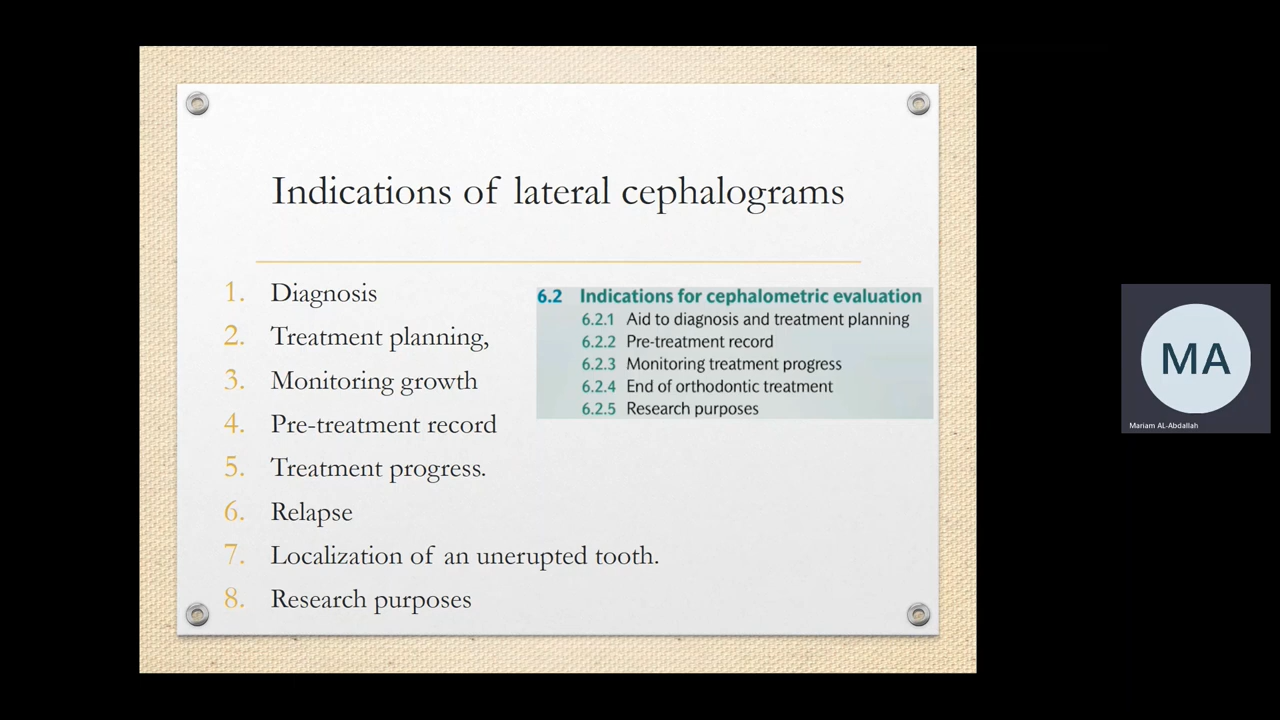 Indications of lateral cephalograms
1. Diagnosis
2. Treatment planning,
3. Monitoring growth
4. Pre-treatment record
5. Treatment progress.
6. Relapse
7. Localization of an unerupted tooth.
8. Research purposes
6.2 Indications for cephalometric evaluation
6.2.1 Aid to diagnosis and treatment planning
6.2.2 Pre-treatment record
6.2.3 Monitoring treatment progress
6.2.4 End of orthodontic treatment
6.2.5 Research purposes
MA
Mariam AL-Abdallah